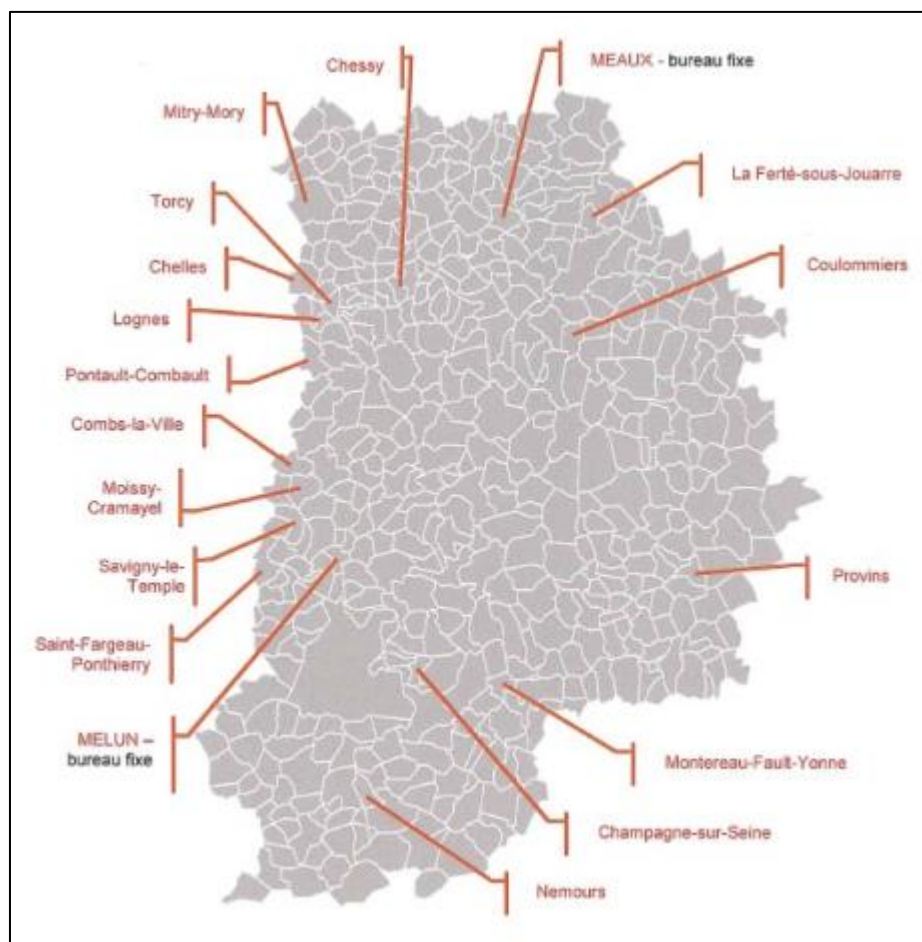 Chessy
MEAUX - bureau fixe
Mitry-Mory
La Ferté-sous-Jouarre
Torcy
Chelles
Coulommiers
Lognes
Pontault-Combault
Combs-la-Ville
Moissy-
Cramayel
Savigny-le-
Temple
Provins
Saint-Fargeau-
Ponthierry
MELUN –
bureau fixe
Montereau-Fault-Yonne
Champagne-sur-Seine
Nemours